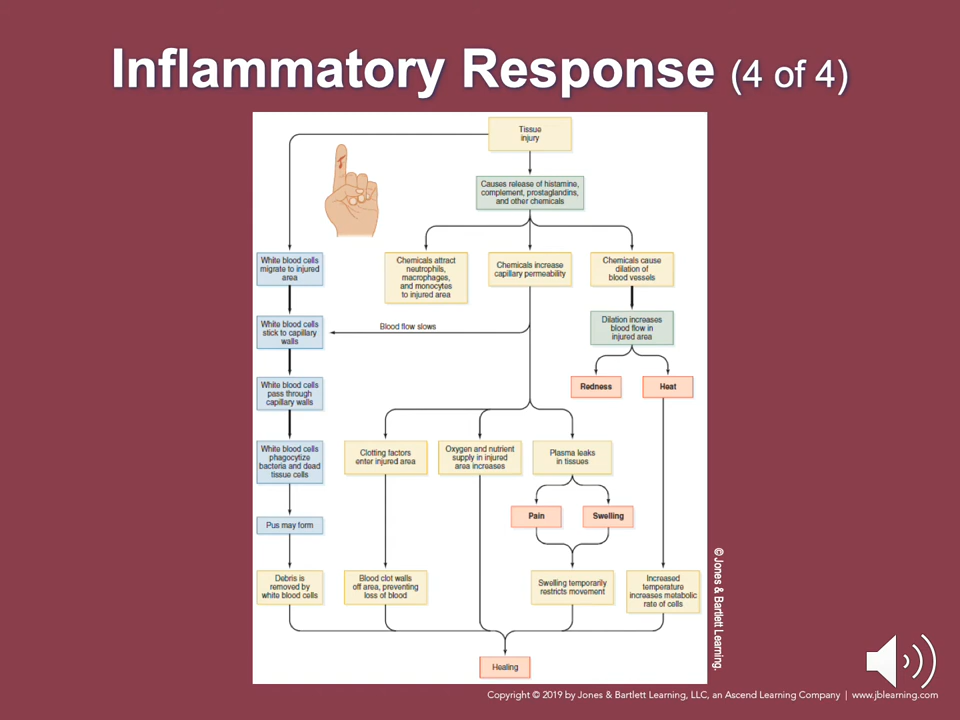 Inflammatory Response (4 of 4)
Tissue
injury
Causes release of histamine,
complement, prostaglandins,
and other chemicals
White blood cells
migrate to injured
area
Chemicals attract
neutrophils,
macrophages,
and monocytes
to injured area
Chemicals increase
capillary permeability
Chemicals cause
dilation of
blood vessels
White blood cells
stick to capillary
walls
Blood flow slows
Dilation increases
blood flow in
injured area
White blood cells
pass through
capillary walls
Redness
Heat
White blood cells
phagocytize
bacteria and dead
tissue cells
Clotting factors
enter injured area
Oxygen and nutrient
supply in injured
area increases
Plasma leaks
in tissues
Pus may form
Pain
Swelling
Debris is
removed by
white blood cells
Blood clot walls
off area, preventing
loss of blood
Swelling temporarily
restricts movement
Increased
temperature
increases metabolic
rate of cells
Healing
© Jones & Bartlett Learning.
Copyright © 2019 by Jones & Bartlett Learning, LLC, an Ascend Learning Company | www.jblearning.com